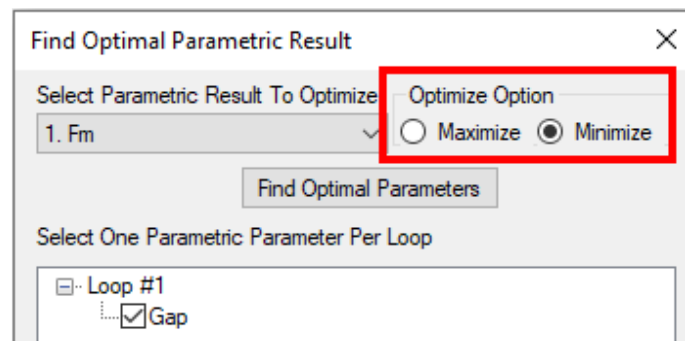 Find Optimal Parametric Result
Select Parametric Result To Optimize
Optimize Option
1. Fm
Maximize
Minimize
Find Optimal Parameters
Select One Parametric Parameter Per Loop
Loop #1
Gap